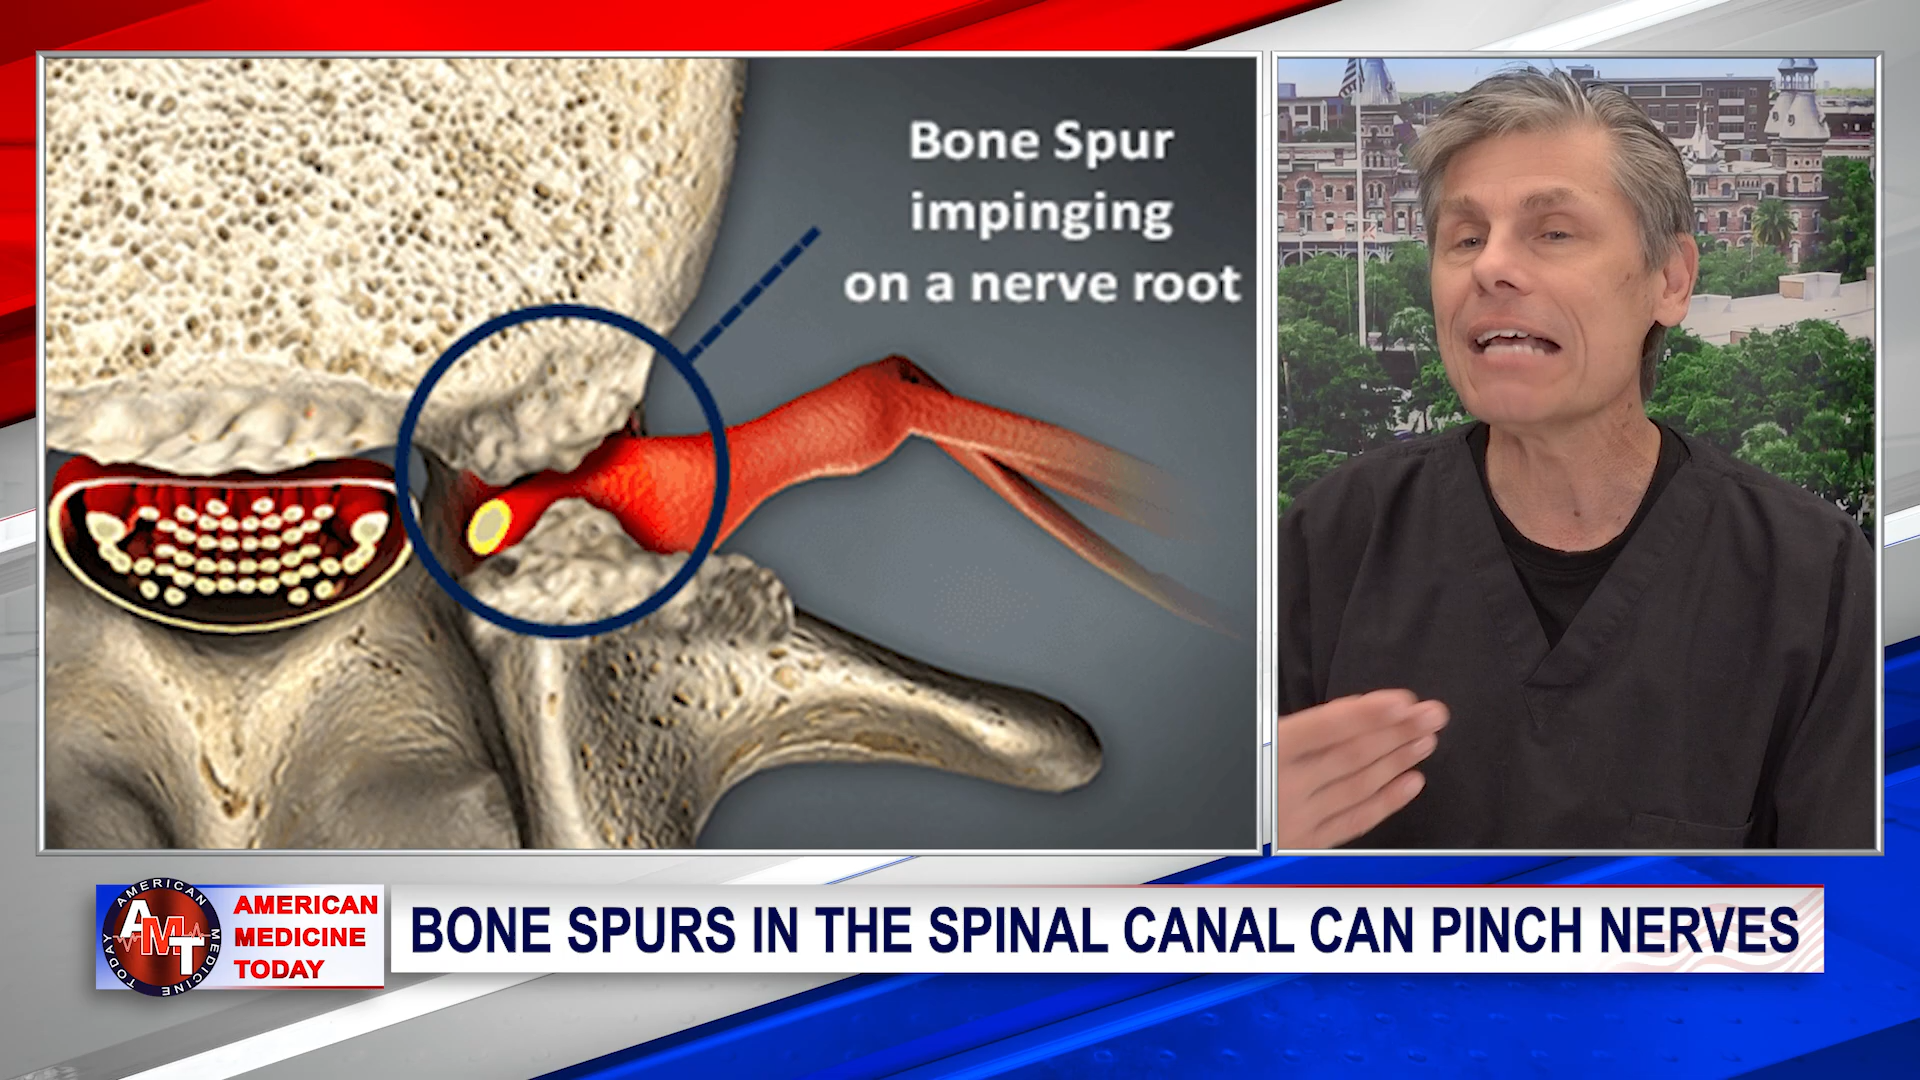 Bone Spur
impinging
on a nerve root
AMERICAN
MEDICINE
TODAY
AMT
AMERICAN
MEDICINE
TODAY
BONE SPURS IN THE SPINAL CANAL CAN PINCH NERVES